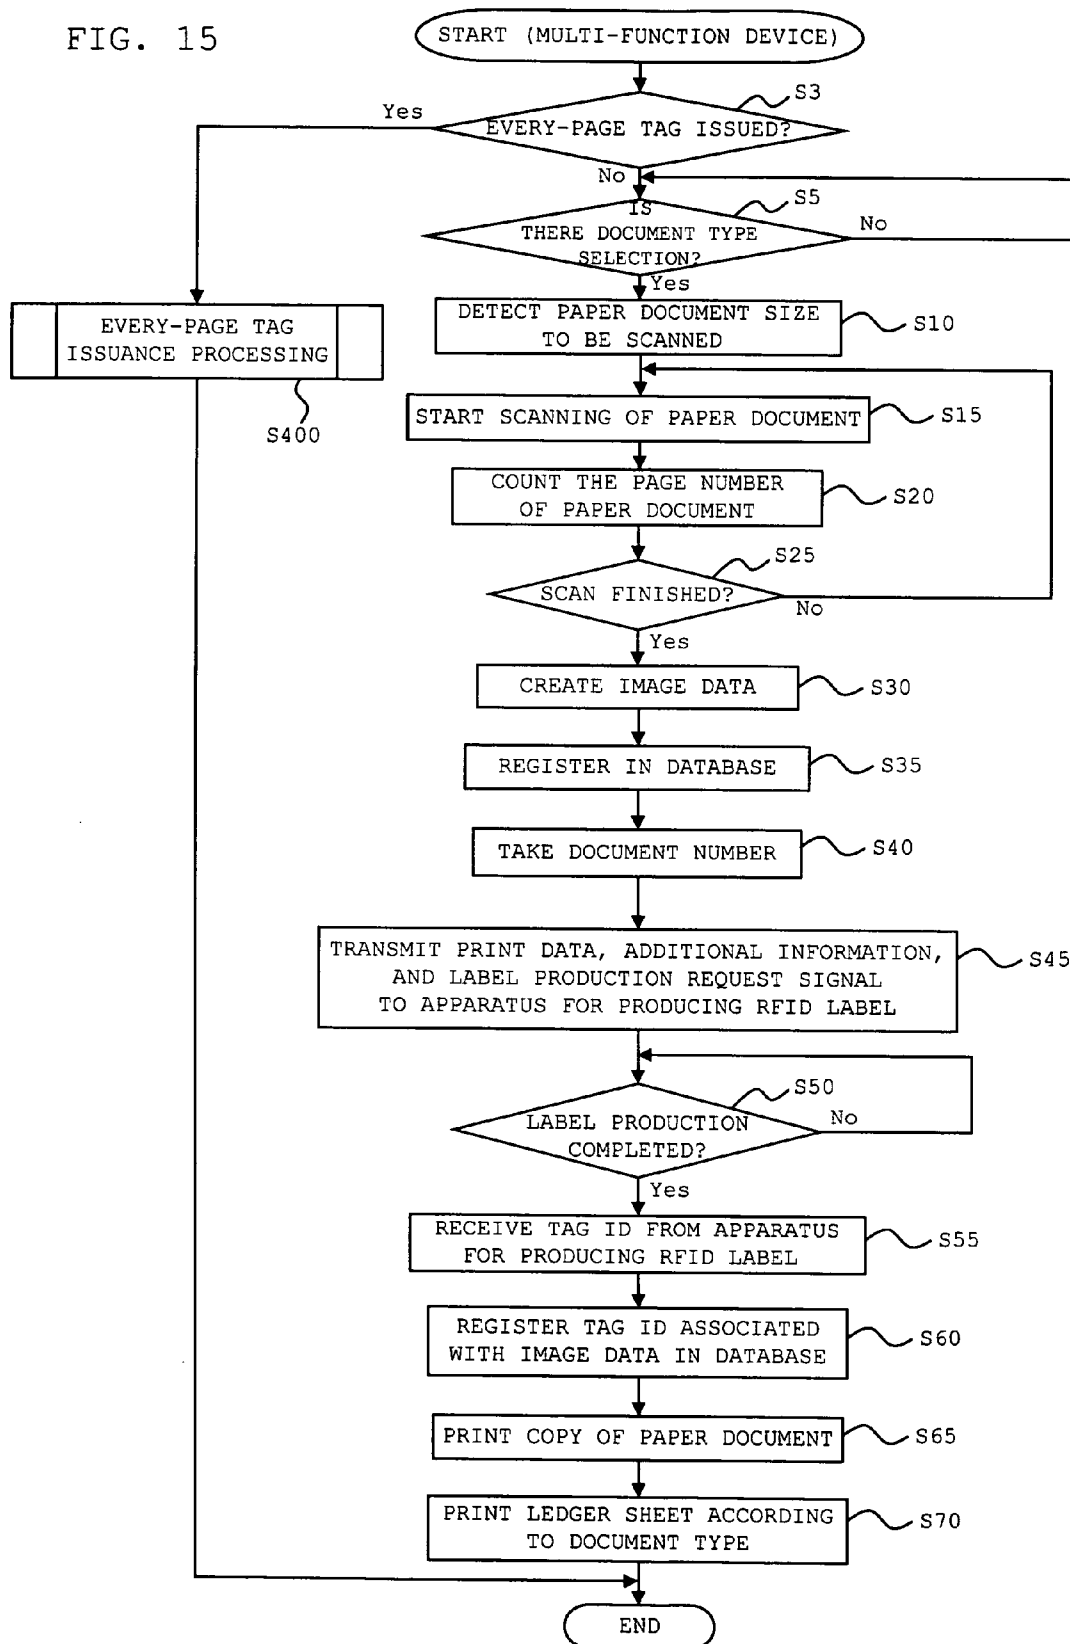 FIG. 15
START (MULTI-FUNCTION DEVICE)
S3
Yes
EVERY-PAGE TAG ISSUED?
No
S5
IS
THERE DOCUMENT TYPE
SELECTION?
No
Yes
EVERY-PAGE TAG
ISSUANCE PROCESSING
S400
DETECT PAPER DOCUMENT SIZE
TO BE SCANNED
S10
START SCANNING OF PAPER DOCUMENT
S15
COUNT THE PAGE NUMBER
OF PAPER DOCUMENT
S20
S25
SCAN FINISHED?
No
Yes
CREATE IMAGE DATA
S30
REGISTER IN DATABASE
S35
TAKE DOCUMENT NUMBER
S40
TRANSMIT PRINT DATA, ADDITIONAL INFORMATION,
AND LABEL PRODUCTION REQUEST SIGNAL
TO APPARATUS FOR PRODUCING RFID LABEL
S45
S50
LABEL PRODUCTION
COMPLETED?
No
Yes
RECEIVE TAG ID FROM APPARATUS
FOR PRODUCING RFID LABEL
S55
REGISTER TAG ID ASSOCIATED
WITH IMAGE DATA IN DATABASE
S60
PRINT COPY OF PAPER DOCUMENT
S65
PRINT LEDGER SHEET ACCORDING
TO DOCUMENT TYPE
S70
END